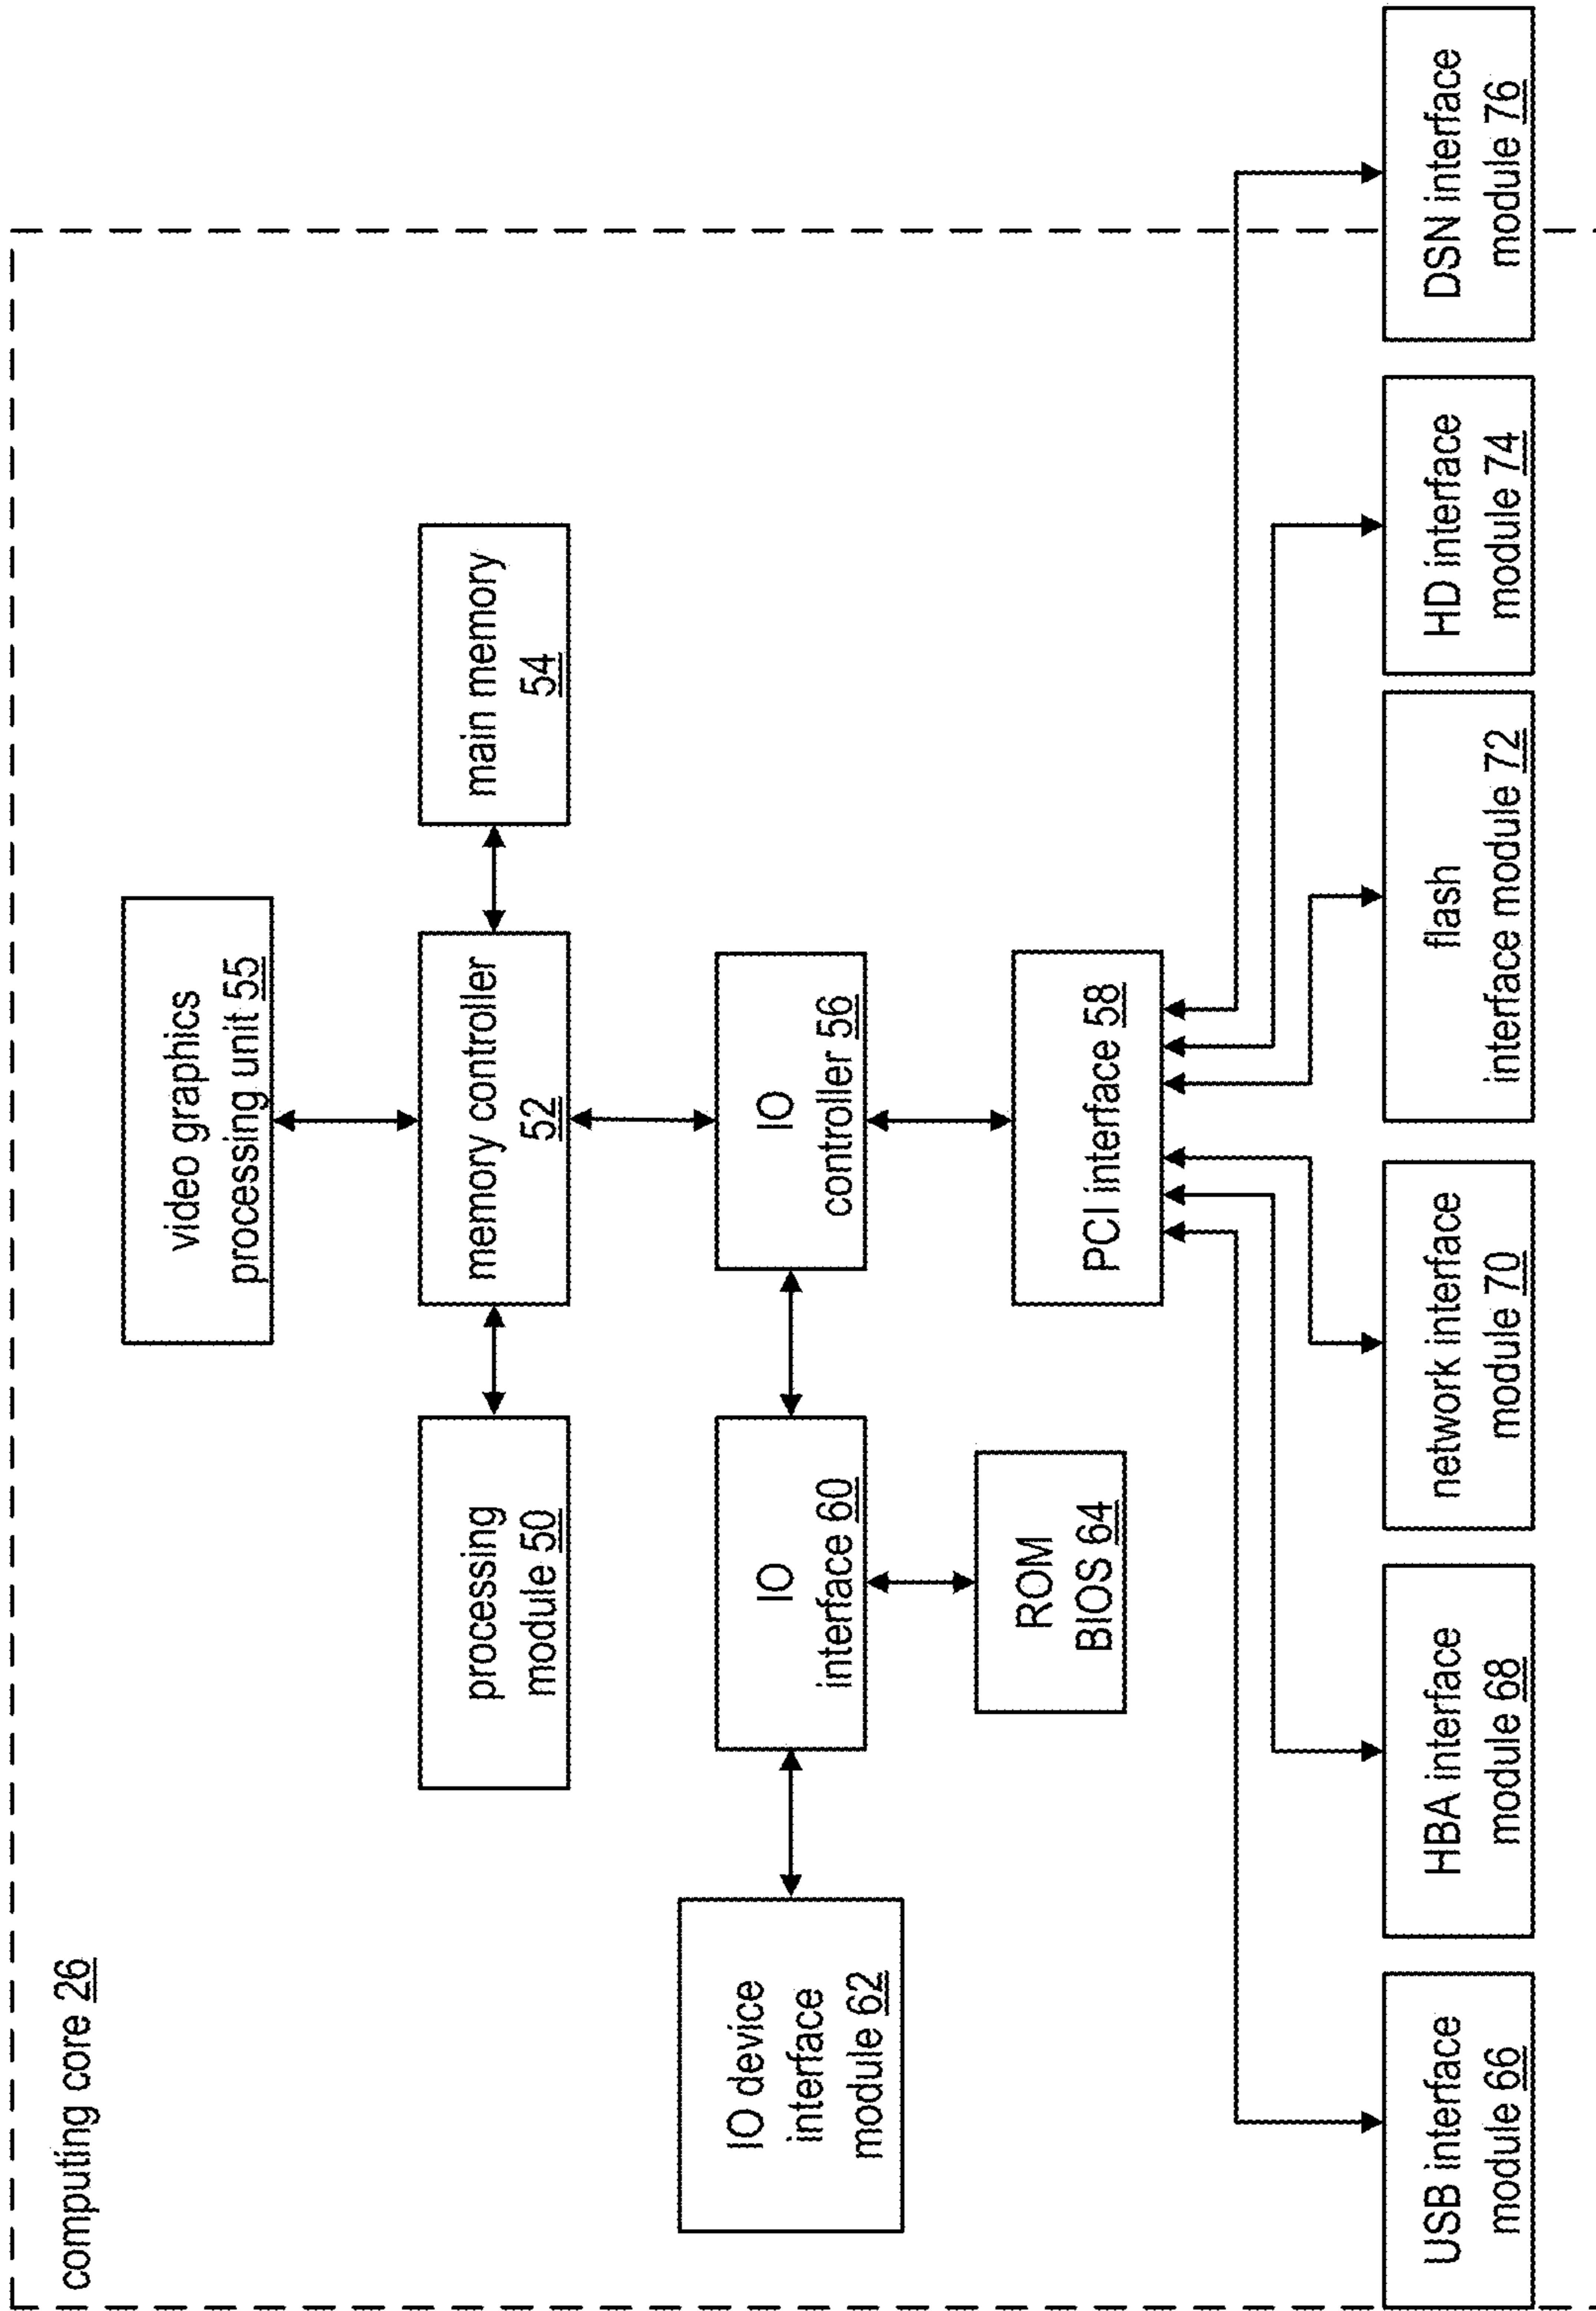 computing core 26
video graphics
processing unit 55
processing
module 50
memory controller
52
main memory
54
IO device
interface
module 62
IO
interface 60
IO
controller 56
ROM
BIOS 64
PCI interface 58
USB interface
module 66
HBA interface
module 68
network interface
module 70
flash
interface module 72
HD interface
module 74
DSN interface
module 76